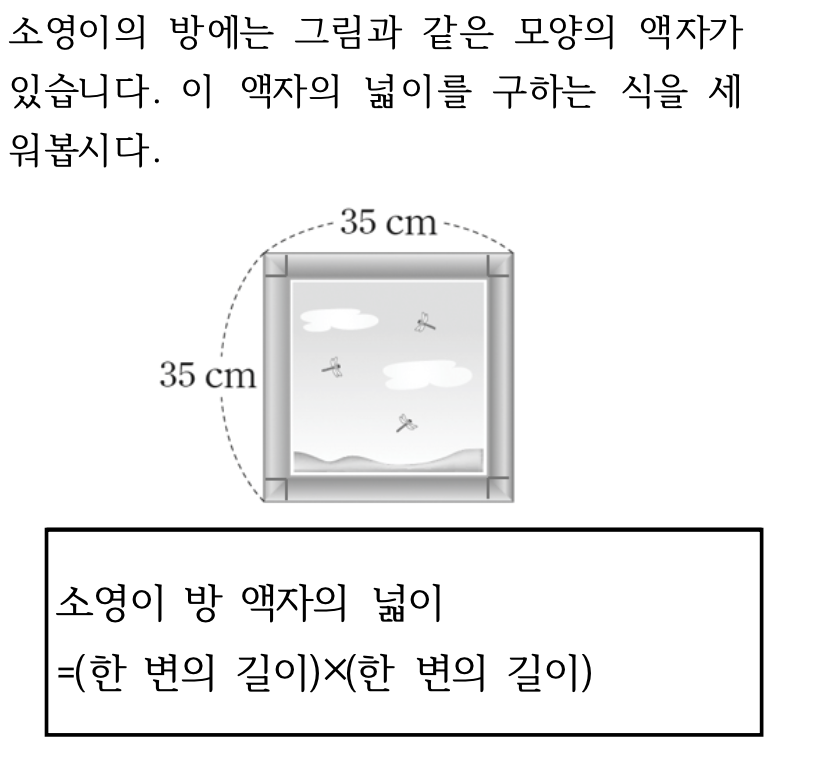 소영이의 방에는 그림과 같은 모양의 액자가
있습니다. 이 액자의 넓이를 구하는 식을 세
워봅시다.
35 cm
35 cm
소영이 방 액자의 넓이
=(한 변의 길이)×(한 변의 길이)